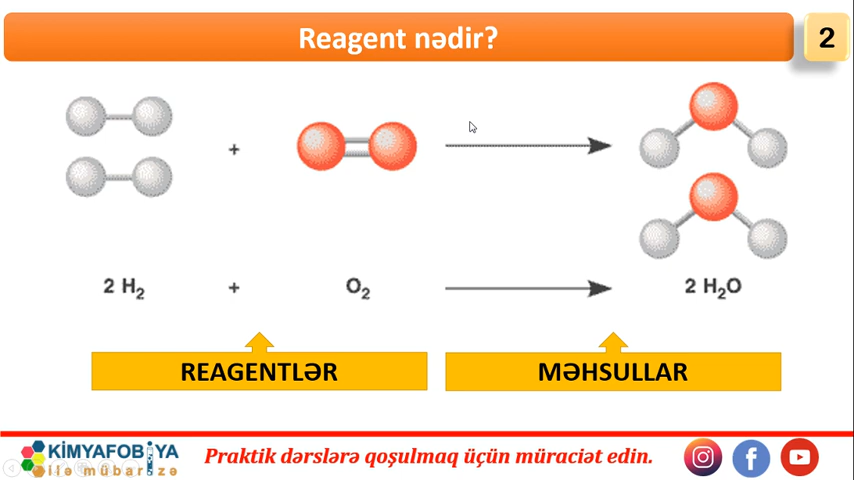 Reagent nədir?
2
+
2 H₂ + O₂ 2 H₂O
REAGENTLƏR MƏHSULLAR
KİMYAFOBİYA
ilə mübarizə
Praktik dərslərə qoşulmaq üçün müraciət edin.